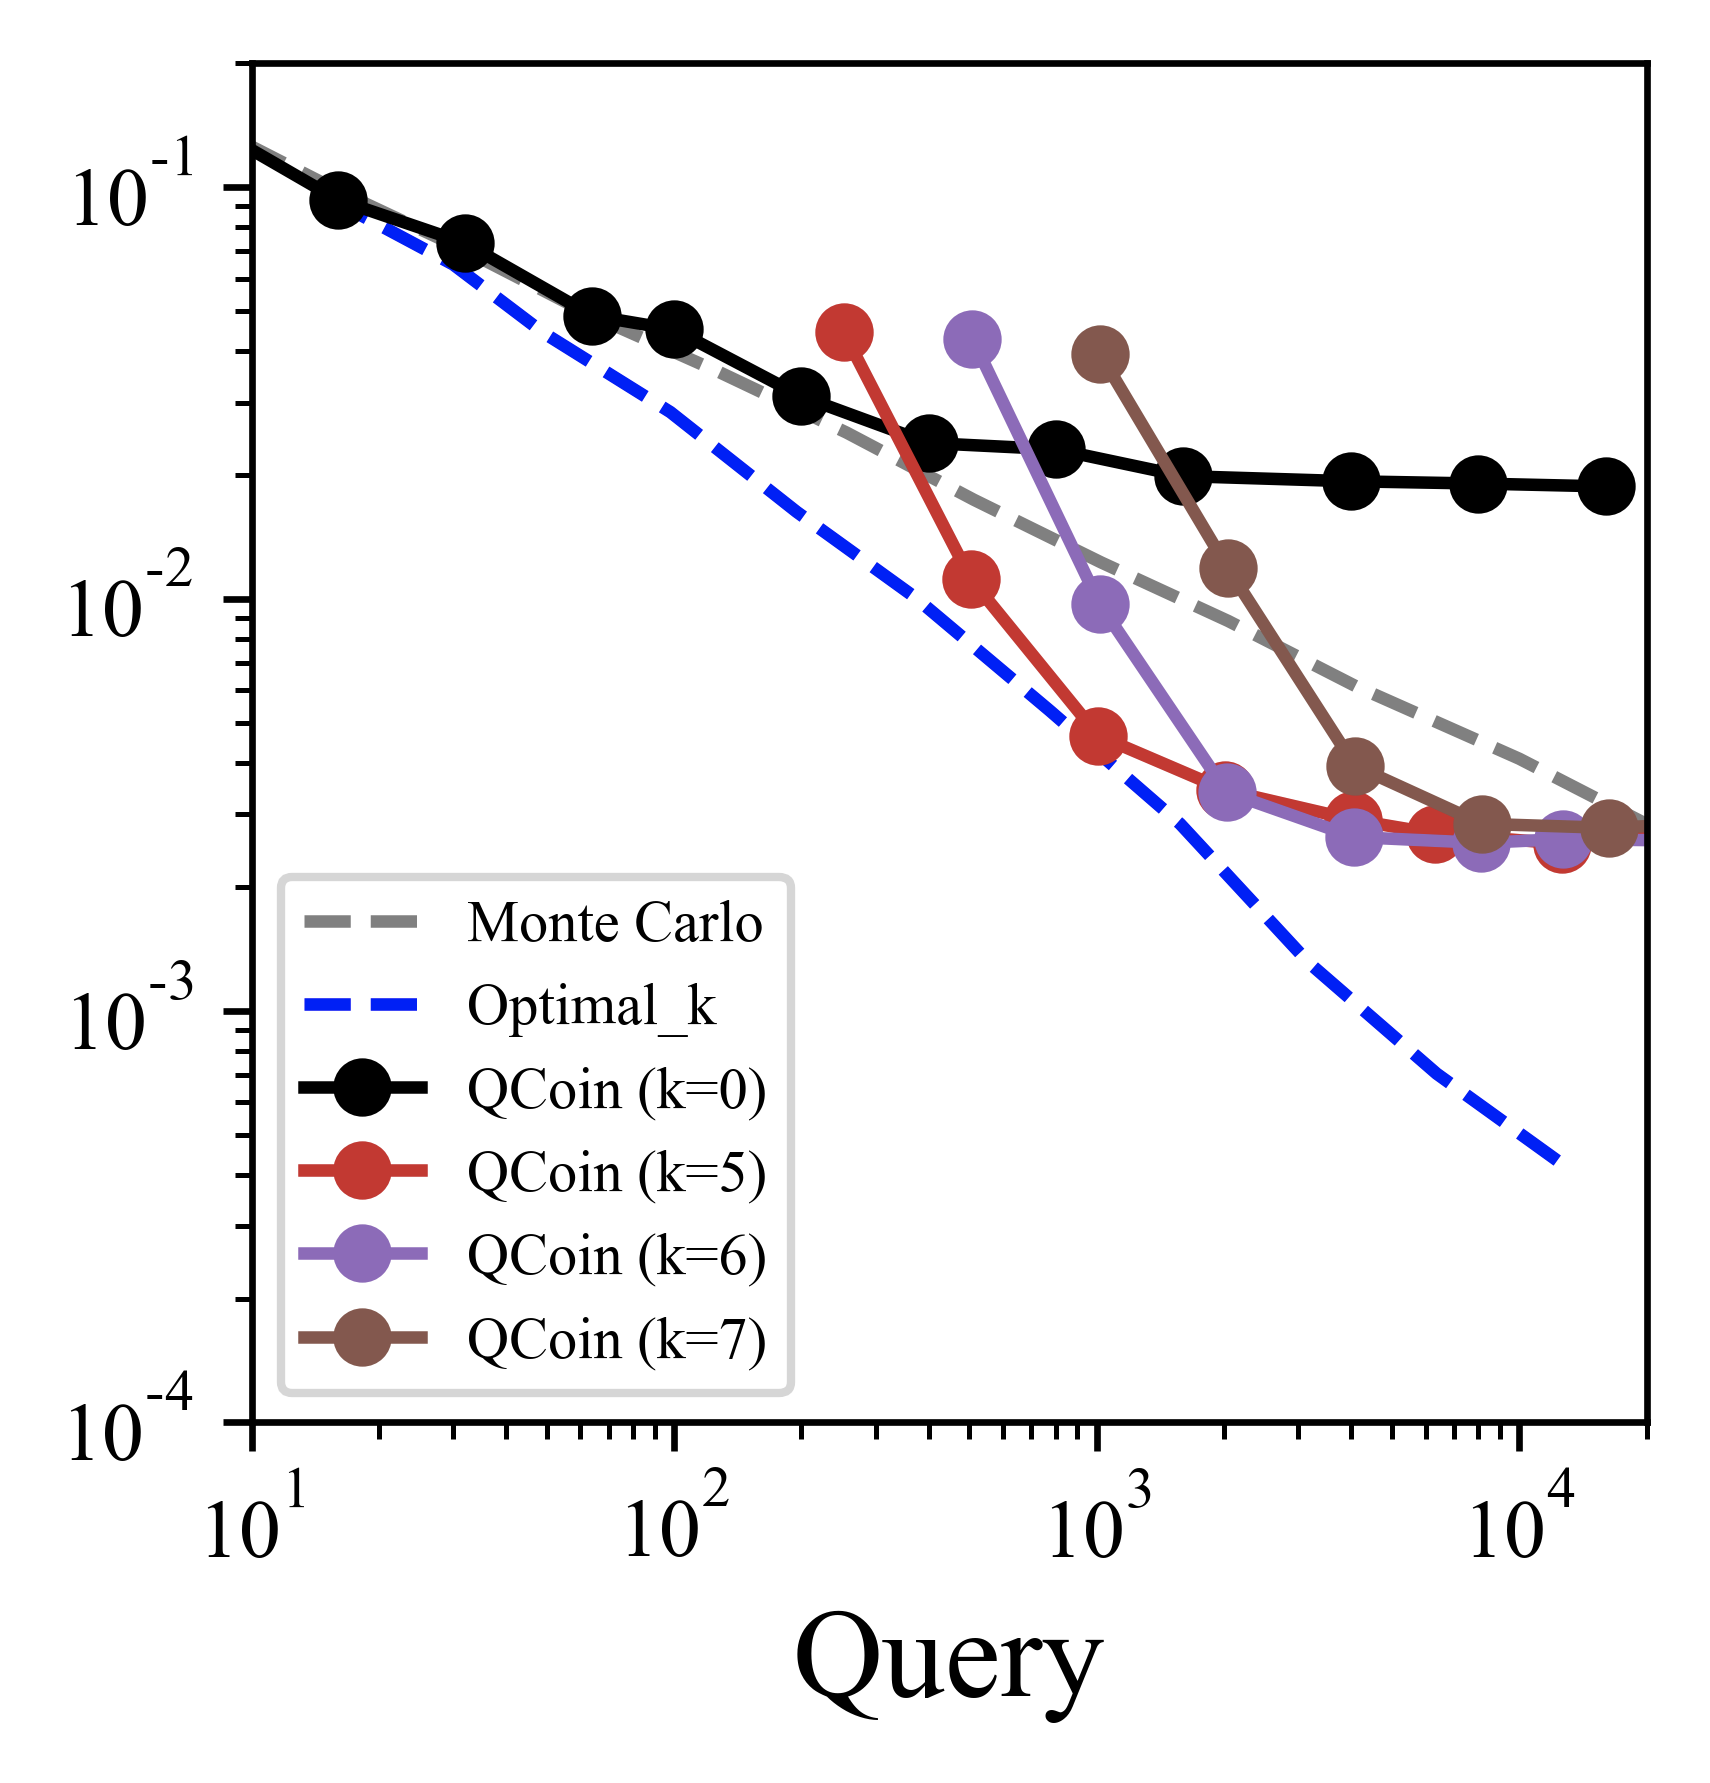 10^-1
10^-2
10^-3
10^-4
Monte Carlo
Optimal_k
QCoin (k=0)
QCoin (k=5)
QCoin (k=6)
QCoin (k=7)
10^1 10^2 10^3 10^4
Query